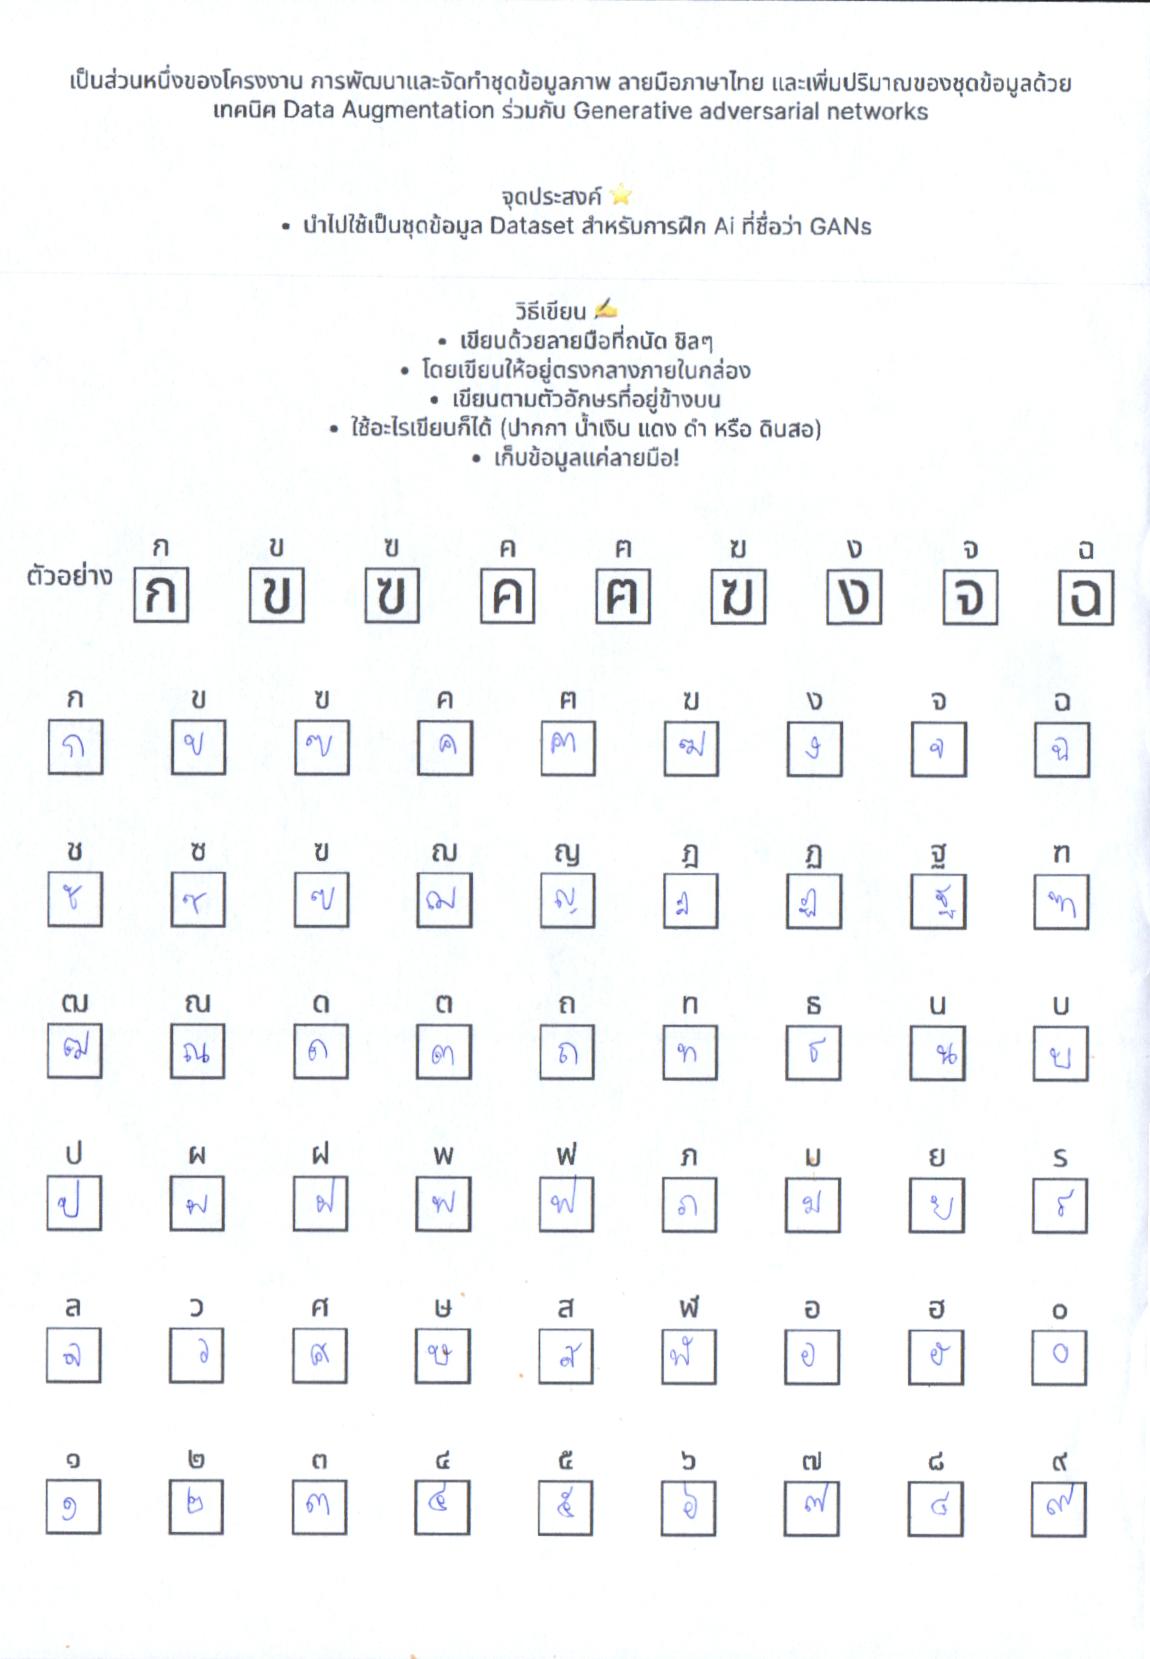 เป็นส่วนหนึ่งของโครงงาน การพัฒนาและจัดทำชุดข้อมูลภาพ ลายมือภาษาไทย และเพิ่มปริมาณของชุดข้อมูลด้วย
เทคนิค Data Augmentation ร่วมกับ Generative adversarial networks
จุดประสงค์ ⭐
• นำไปใช้เป็นชุดข้อมูล Dataset สำหรับการฝึก Ai ที่ชื่อว่า GANs
วิธีเขียน ✍️
• เขียนด้วยลายมือที่ถนัด ชิลๆ
• โดยเขียนให้อยู่ตรงกลางภายในกล่อง
• เขียนตามตัวอักษรที่อยู่ข้างบน
• ใช้อะไรเขียนก็ได้ (ปากกา น้ำเงิน แดง ดำ หรือ ดินสอ)
• เก็บข้อมูลแค่ลายมือ!
ก ข ฃ ค ฅ ฆ ง จ ฉ
ตัวอย่าง ก ข ฃ ค ฅ ฆ ง จ ฉ
ก ข ฃ ค ฅ ฆ ง จ ฉ
ก ข ฃ ค ฅ ฆ ง จ ฉ
ช ซ ฃ ฌ ญ ฎ ฏ ฐ ฑ
ช ซ ฃ ฌ ญ ฎ ฏ ฐ ฑ
ฒ ณ ด ต ถ ท ธ น บ
ฒ ณ ด ต ถ ท ธ น บ
ป ผ ฝ พ ฟ ภ ม ย ร
ป ผ ฝ พ ฟ ภ ม ย ร
ล ว ศ ษ ส ฬ อ ฮ ๐
ล ว ศ ษ ส ฬ อ ฮ ๐
๑ ๒ ๓ ๔ ๕ ๖ ๗ ๘ ๙
๑ ๒ ๓ ๔ ๕ ๖ ๗ ๘ ๙